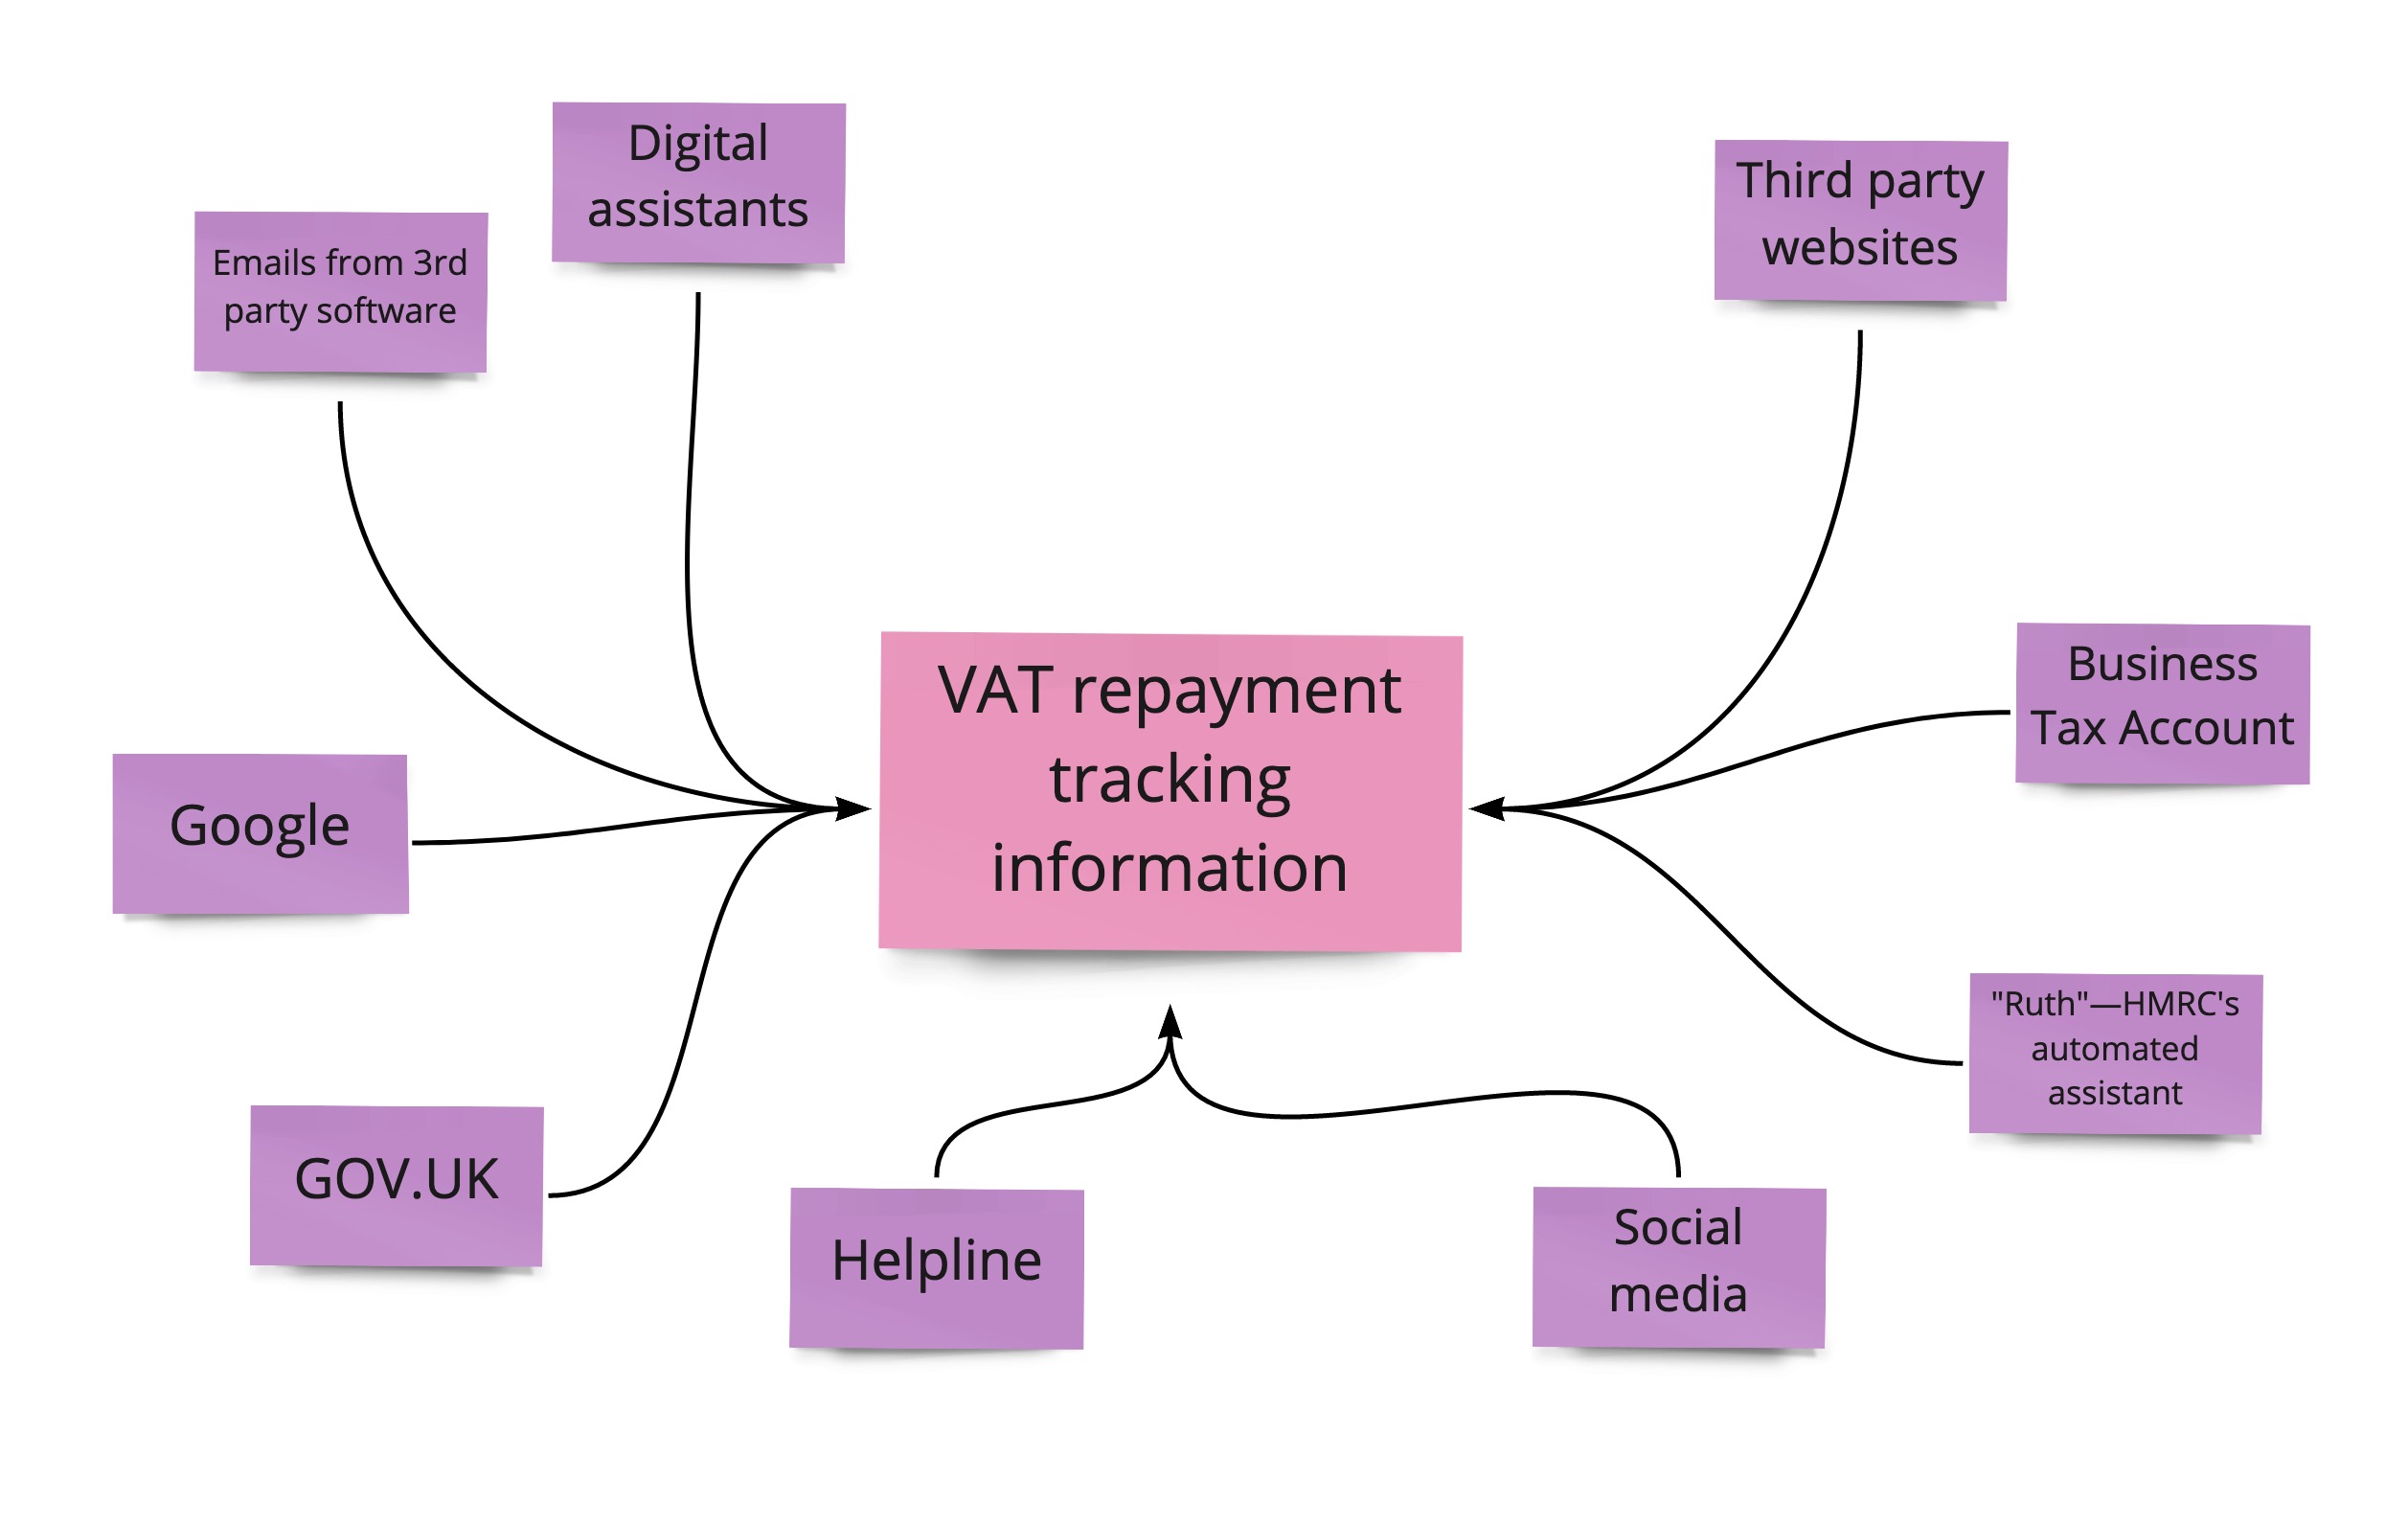 Digital
assistants
Third party
websites
Emails from 3rd
party software
Business
Tax Account
VAT repayment
tracking
information
Google
"Ruth"—HMRC's
automated
assistant
GOV.UK
Helpline
Social
media